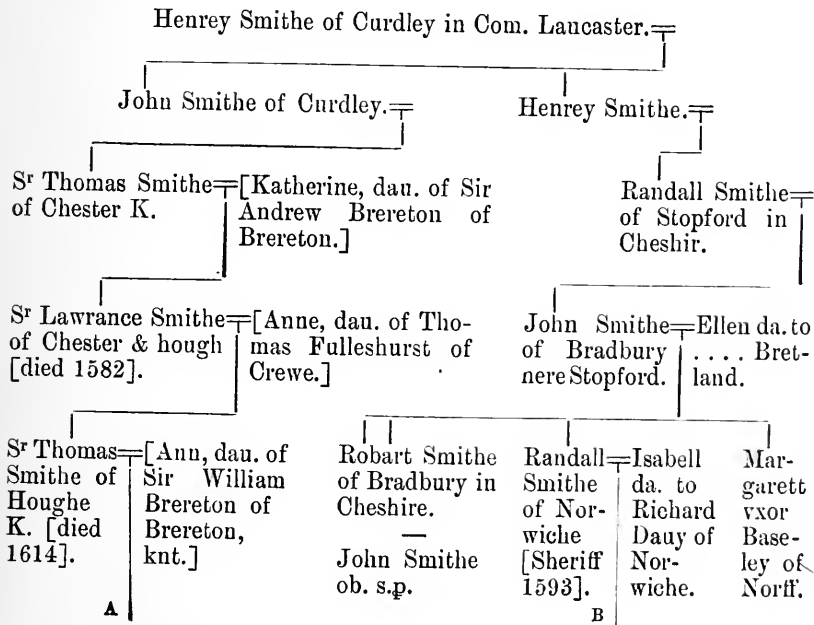 Henrey Smithe of Curdley in Com. Lancaster.
John Smithe of Curdley.
Henrey Smithe.
Sr Thomas Smithe
of Chester K.
[Katherine, dau. of Sir
Andrew Brereton of
Brereton.]
Randall Smithe
of Stopford in
Cheshir.
Sr Lawrance Smithe
of Chester & hough
[died 1582].
[Anne, dau. of Tho-
mas Fulleshurst of
Crewe.]
John Smithe
of Bradbury
nere Stopford.
Ellen da. to
.... Bret-
land.
Sr Thomas
Smithe of
Houghe
K. [died
1614].
[Ann, dau. of
Sir William
Brereton of
Brereton,
knt.]
Robart Smithe
of Bradbury in
Cheshire.
—
John Smithe
ob. s.p.
Randall
Smithe
of Nor-
wiche
[Sheriff
1593].
Isabell
da. to
Richard
Dauy of
Nor-
wiche.
Mar-
garett
vxor
Base-
ley of
Norff.
A
B